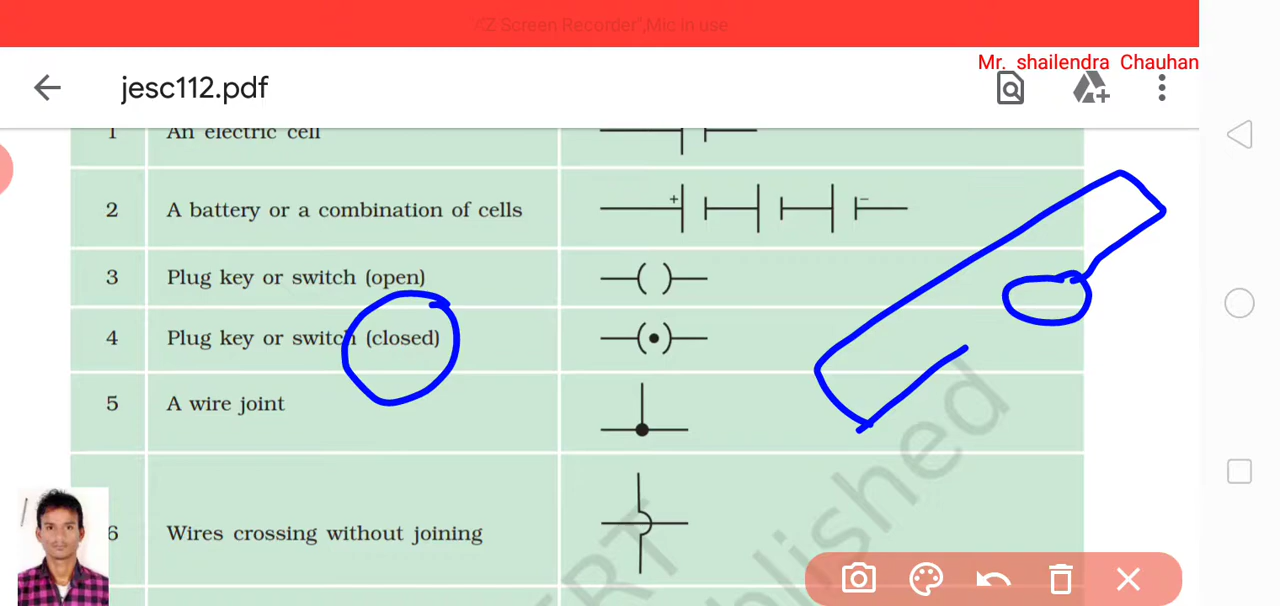 "AZ Screen Recorder",Mic in use
Mr. shailendra Chauhan
jesc112.pdf
1 An electric cell
2 A battery or a combination of cells + –
3 Plug key or switch (open)
4 Plug key or switch (closed)
5 A wire joint
6 Wires crossing without joining